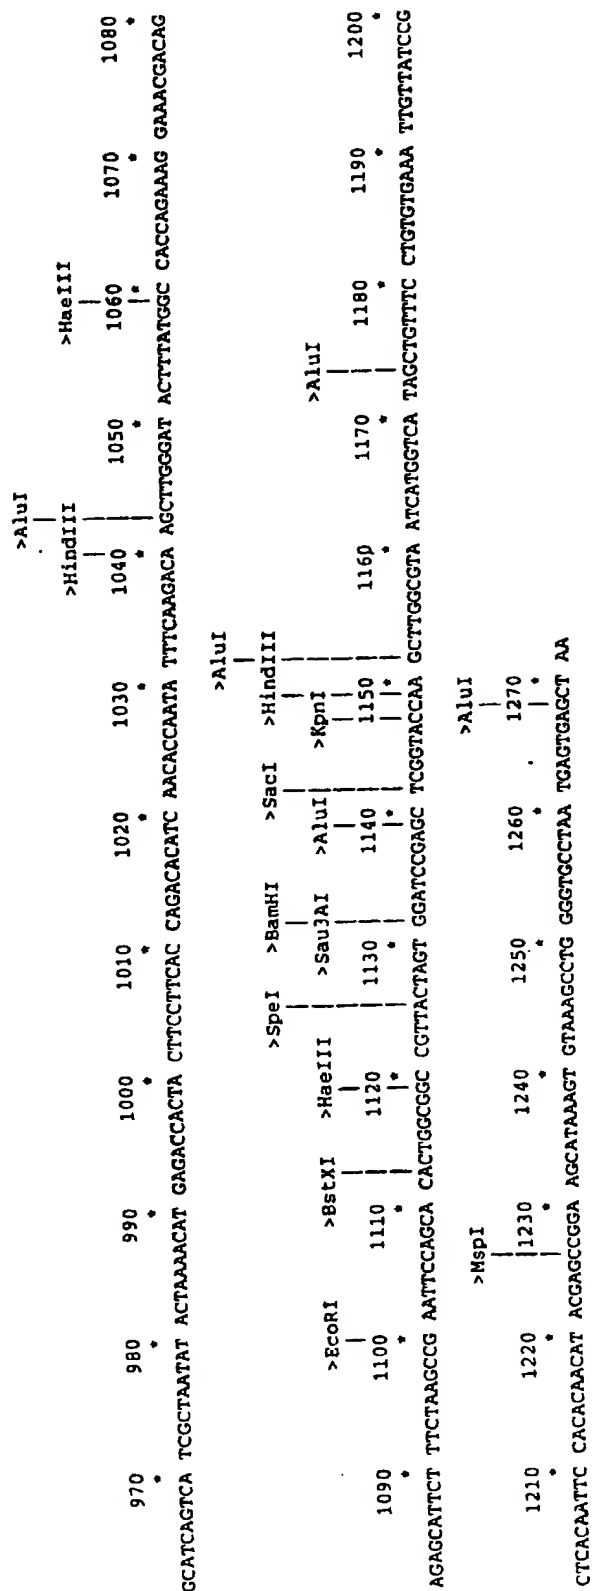 >AluI
>HindIII >HaeIII
970 980 990 1000 1010 1020 1030 1040 1050 1060 1070 1080
* * * * * * * * * * * *
GCATCAGTCA TCGCTAATAT ACTAAAACAT GAGACCACTA CTTCCTTCAC CAGACACATC AACACCAATA TTTCAAGACA AGCTTGGGAT ACTTTATGGC CACCAGAAAG GAAACGACAG
>AluI
>SpeI >BamHI >SacI >HindIII
>EcoRI >BstXI >HaeIII >Sau3AI >AluI >KpnI >AluI
1090 1100 1110 1120 1130 1140 1150 1160 1170 1180 1190 1200
* * * * * * * * * * * *
AGAGCATTCT TTCTAAGCCG AATTCCAGCA CACTGGCGGC CGTTACTAGT GGATCCGAGC TCGGTACCAA GCTTGGCGTA ATCATGGTCA TAGCTGTTTC CTGTGTGAAA TTGTTATCCG
>MspI >AluI
1210 1220 1230 1240 1250 1260 1270
* * * * * * *
CTCACAATTC CACACAACAT ACGAGCCGGA AGCATAAAGT GTAAAGCCTG GGGTGCCTAA TGAGTGAGCT AA